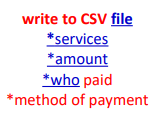 write to CSV file
*services
*amount
*who paid
*method of payment